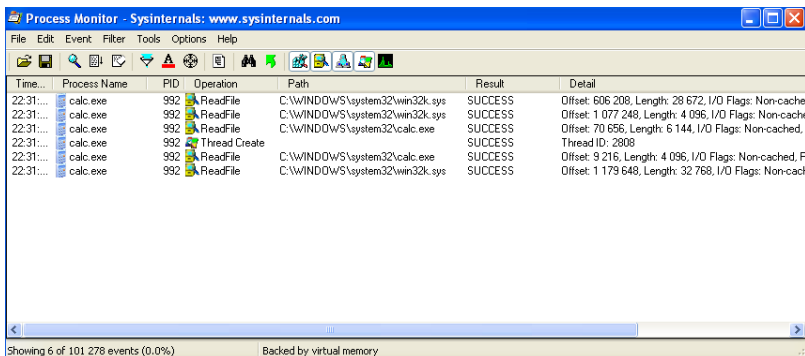 Process Monitor - Sysinternals: www.sysinternals.com
File Edit Event Filter Tools Options Help
Time... Process Name PID Operation Path Result Detail
22:31:... calc.exe 992 ReadFile C:\WINDOWS\system32\win32k.sys SUCCESS Offset: 606 208, Length: 28 672, I/O Flags: Non-cache
22:31:... calc.exe 992 ReadFile C:\WINDOWS\system32\win32k.sys SUCCESS Offset: 1 077 248, Length: 4 096, I/O Flags: Non-cache
22:31:... calc.exe 992 ReadFile C:\WINDOWS\system32\calc.exe SUCCESS Offset: 70 656, Length: 6 144, I/O Flags: Non-cached,
22:31:... calc.exe 992 Thread Create SUCCESS Thread ID: 2808
22:31:... calc.exe 992 ReadFile C:\WINDOWS\system32\calc.exe SUCCESS Offset: 9 216, Length: 4 096, I/O Flags: Non-cached, P
22:31:... calc.exe 992 ReadFile C:\WINDOWS\system32\win32k.sys SUCCESS Offset: 1 179 648, Length: 32 768, I/O Flags: Non-cach
Showing 6 of 101 278 events (0.0%) Backed by virtual memory